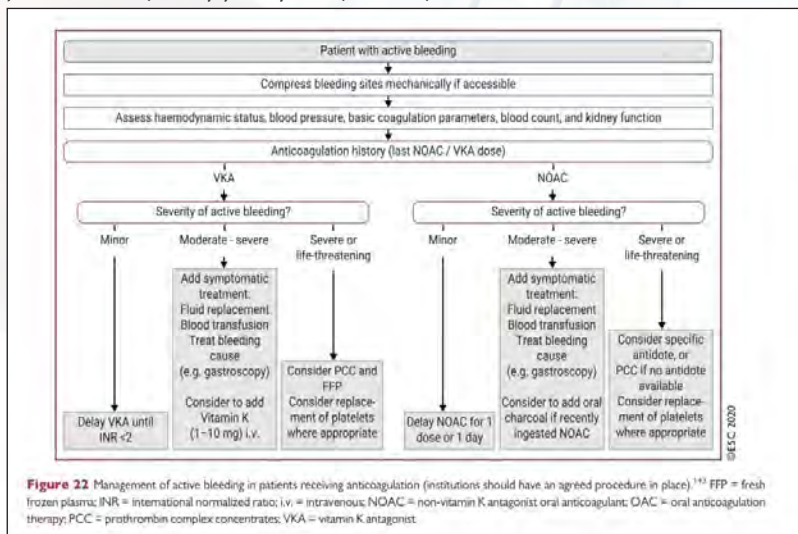 Patient with active bleeding
Compress bleeding sites mechanically if accessible
Assess haemodynamic status, blood pressure, basic coagulation parameters, blood count, and kidney function
Anticoagulation history (last NOAC / VKA dose)
VKA
NOAC
Severity of active bleeding?
Severity of active bleeding?
Minor
Moderate - severe
Severe or
life-threatening
Minor
Moderate - severe
Severe or
life-threatening
Delay VKA until
INR <2
Add symptomatic
treatment:
Fluid replacement
Blood transfusion
Treat bleeding
cause
(e.g. gastroscopy)
Consider to add
Vitamin K
(1–10 mg) i.v.
Consider PCC and
FFP
Consider replace-
ment of platelets
where appropriate
Delay NOAC for 1
dose or 1 day
Add symptomatic
treatment:
Fluid replacement
Blood transfusion
Treat bleeding
cause
(e.g. gastroscopy)
Consider to add oral
charcoal if recently
ingested NOAC
Consider specific
antidote, or
PCC if no antidote
available
Consider replace-
ment of platelets
where appropriate
©ESC 2020
Figure 22 Management of active bleeding in patients receiving anticoagulation (institutions should have an agreed procedure in place).143 FFP = fresh
frozen plasma; INR = international normalized ratio; i.v. = intravenous; NOAC = non-vitamin K antagonist oral anticoagulant; OAC = oral anticoagulation
therapy; PCC = prothrombin complex concentrates; VKA = vitamin K antagonist.